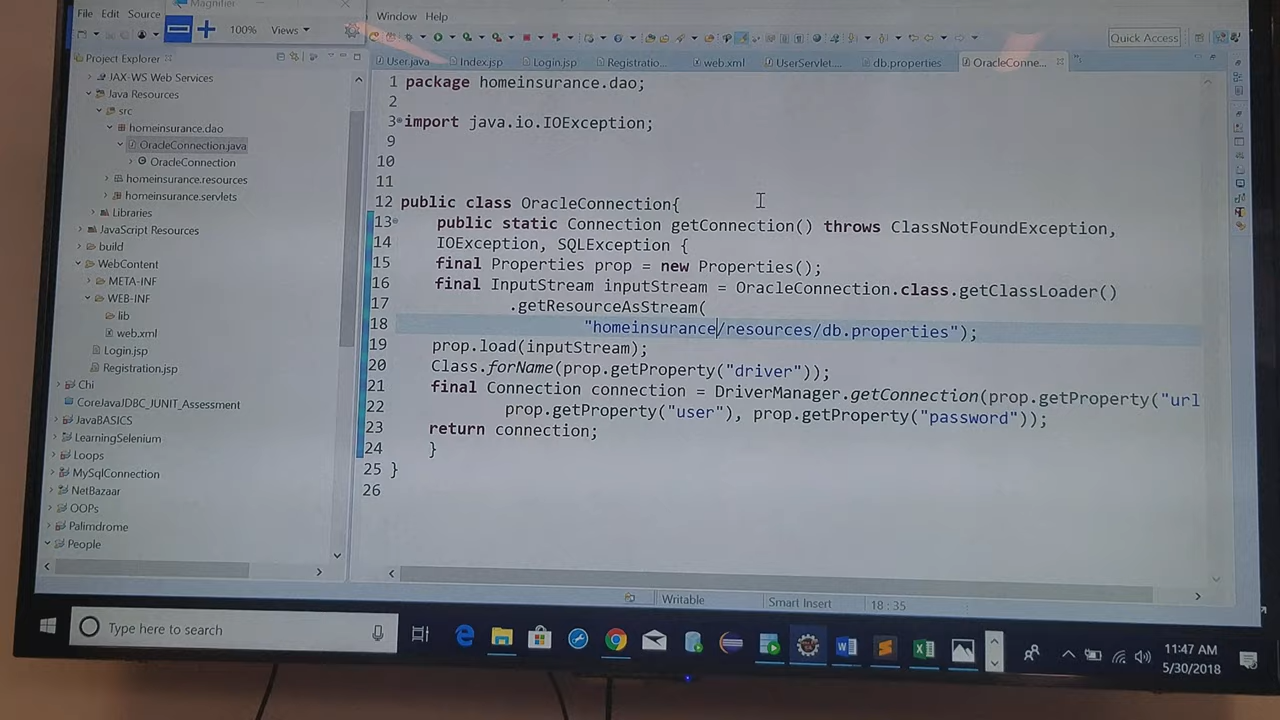 Magnifier
File Edit Source
Window Help
100% Views
Quick Access
Project Explorer
User.java Index.jsp Login.jsp Registratio... web.xml UserServlet.... db.properties OracleConne...
JAX-WS Web Services
Java Resources
src
homeinsurance.dao
OracleConnection.java
OracleConnection
homeinsurance.resources
homeinsurance.servlets
Libraries
JavaScript Resources
build
WebContent
META-INF
WEB-INF
lib
web.xml
Login.jsp
Registration.jsp
Chi
CoreJavaJDBC_JUNIT_Assessment
JavaBASICS
LearningSelenium
Loops
MySqlConnection
NetBazaar
OOPs
Palimdrome
People
1 package homeinsurance.dao;
2
3 import java.io.IOException;
9
10
11
12 public class OracleConnection{
13 public static Connection getConnection() throws ClassNotFoundException,
14 IOException, SQLException {
15 final Properties prop = new Properties();
16 final InputStream inputStream = OracleConnection.class.getClassLoader()
17 .getResourceAsStream(
18 "homeinsurance/resources/db.properties");
19 prop.load(inputStream);
20 Class.forName(prop.getProperty("driver"));
21 final Connection connection = DriverManager.getConnection(prop.getProperty("url
22 prop.getProperty("user"), prop.getProperty("password"));
23 return connection;
24 }
25 }
26
Writable Smart Insert 18 : 35
Type here to search
11:47 AM
5/30/2018